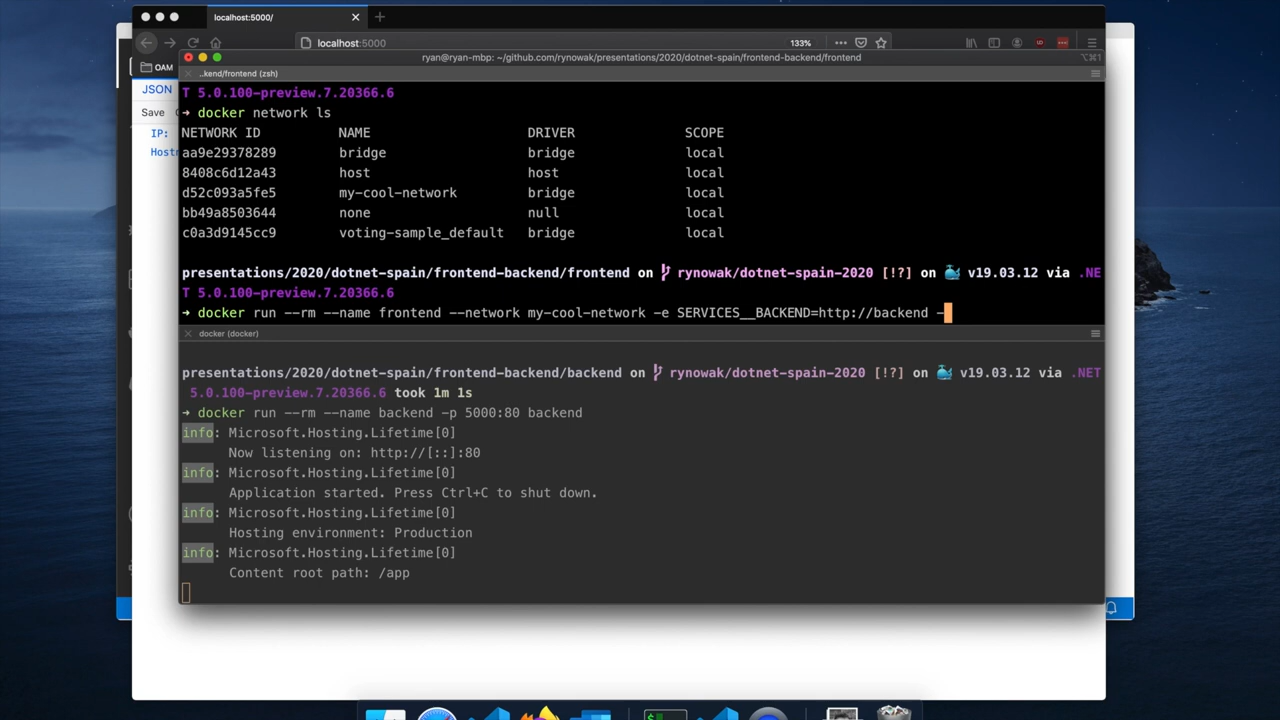 localhost:5000/
localhost:5000
133%
OAM
ryan@ryan-mbp: ~/github.com/rynowak/presentations/2020/dotnet-spain/frontend-backend/frontend
⌥⌘1
..kend/frontend (zsh)
JSON
Save
IP:
T 5.0.100-preview.7.20366.6
➜ docker network ls
NETWORK ID NAME DRIVER SCOPE
aa9e29378289 bridge bridge local
8408c6d12a43 host host local
d52c093a5fe5 my-cool-network bridge local
bb49a8503644 none null local
c0a3d9145cc9 voting-sample_default bridge local
presentations/2020/dotnet-spain/frontend-backend/frontend on rynowak/dotnet-spain-2020 [!?] on 🐳 v19.03.12 via .NE
T 5.0.100-preview.7.20366.6
➜ docker run --rm --name frontend --network my-cool-network -e SERVICES__BACKEND=http://backend -
docker (docker)
presentations/2020/dotnet-spain/frontend-backend/backend on rynowak/dotnet-spain-2020 [!?] on 🐳 v19.03.12 via .NET
5.0.100-preview.7.20366.6 took 1m 1s
➜ docker run --rm --name backend -p 5000:80 backend
info: Microsoft.Hosting.Lifetime[0]
Now listening on: http://[::]:80
info: Microsoft.Hosting.Lifetime[0]
Application started. Press Ctrl+C to shut down.
info: Microsoft.Hosting.Lifetime[0]
Hosting environment: Production
info: Microsoft.Hosting.Lifetime[0]
Content root path: /app